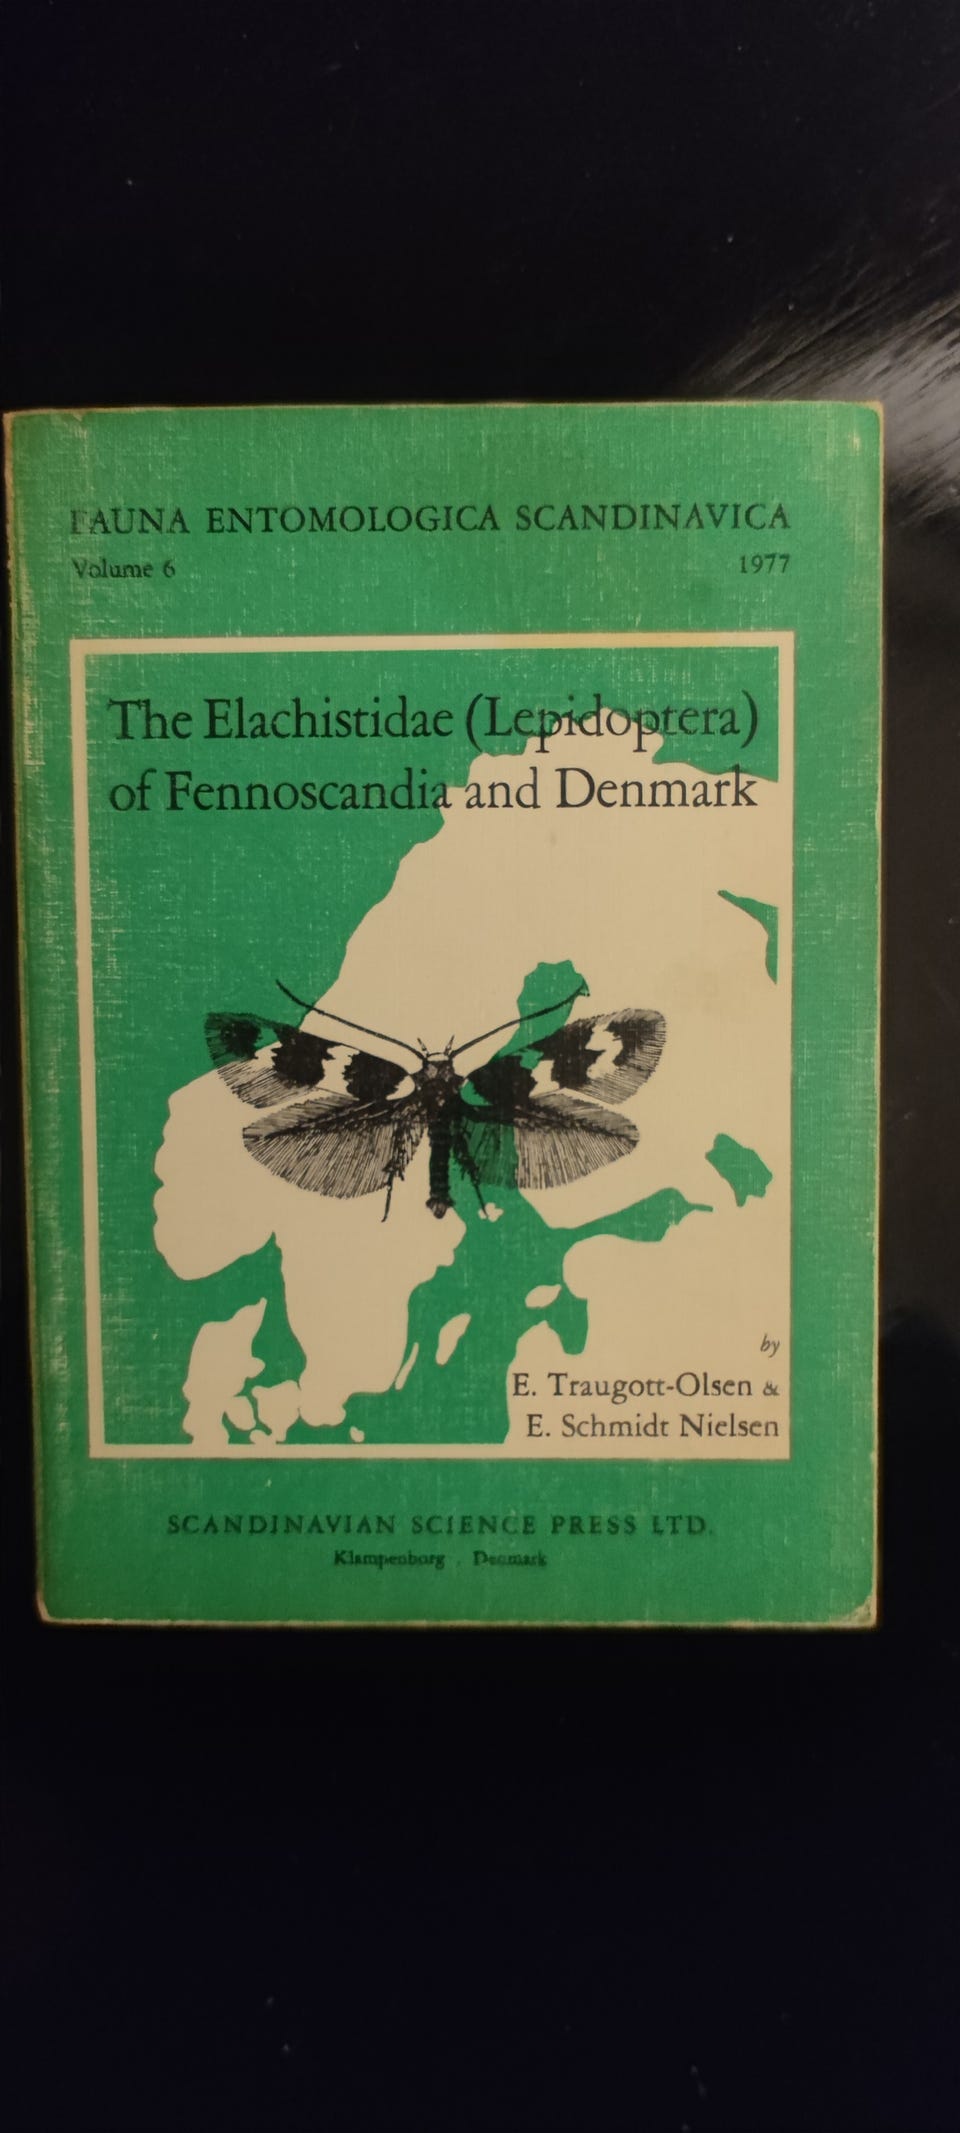 FAUNA ENTOMOLOGICA SCANDINAVICA
Volume 6 1977
The Elachistidae (Lepidoptera)
of Fennoscandia and Denmark
by
E. Traugott-Olsen &
E. Schmidt Nielsen
SCANDINAVIAN SCIENCE PRESS LTD.
Klampenborg . Denmark